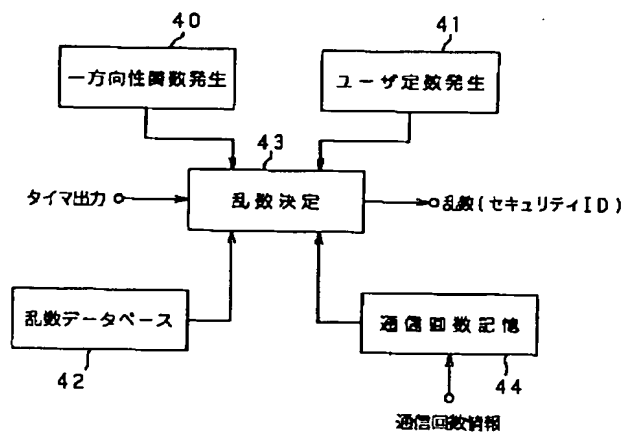 40
41
一方向性関数発生
ユーザ定数発生
43
タイマ出力
乱数決定
乱数(セキュリティID)
乱数データベース
通信回数記憶
42
44
通信回数情報